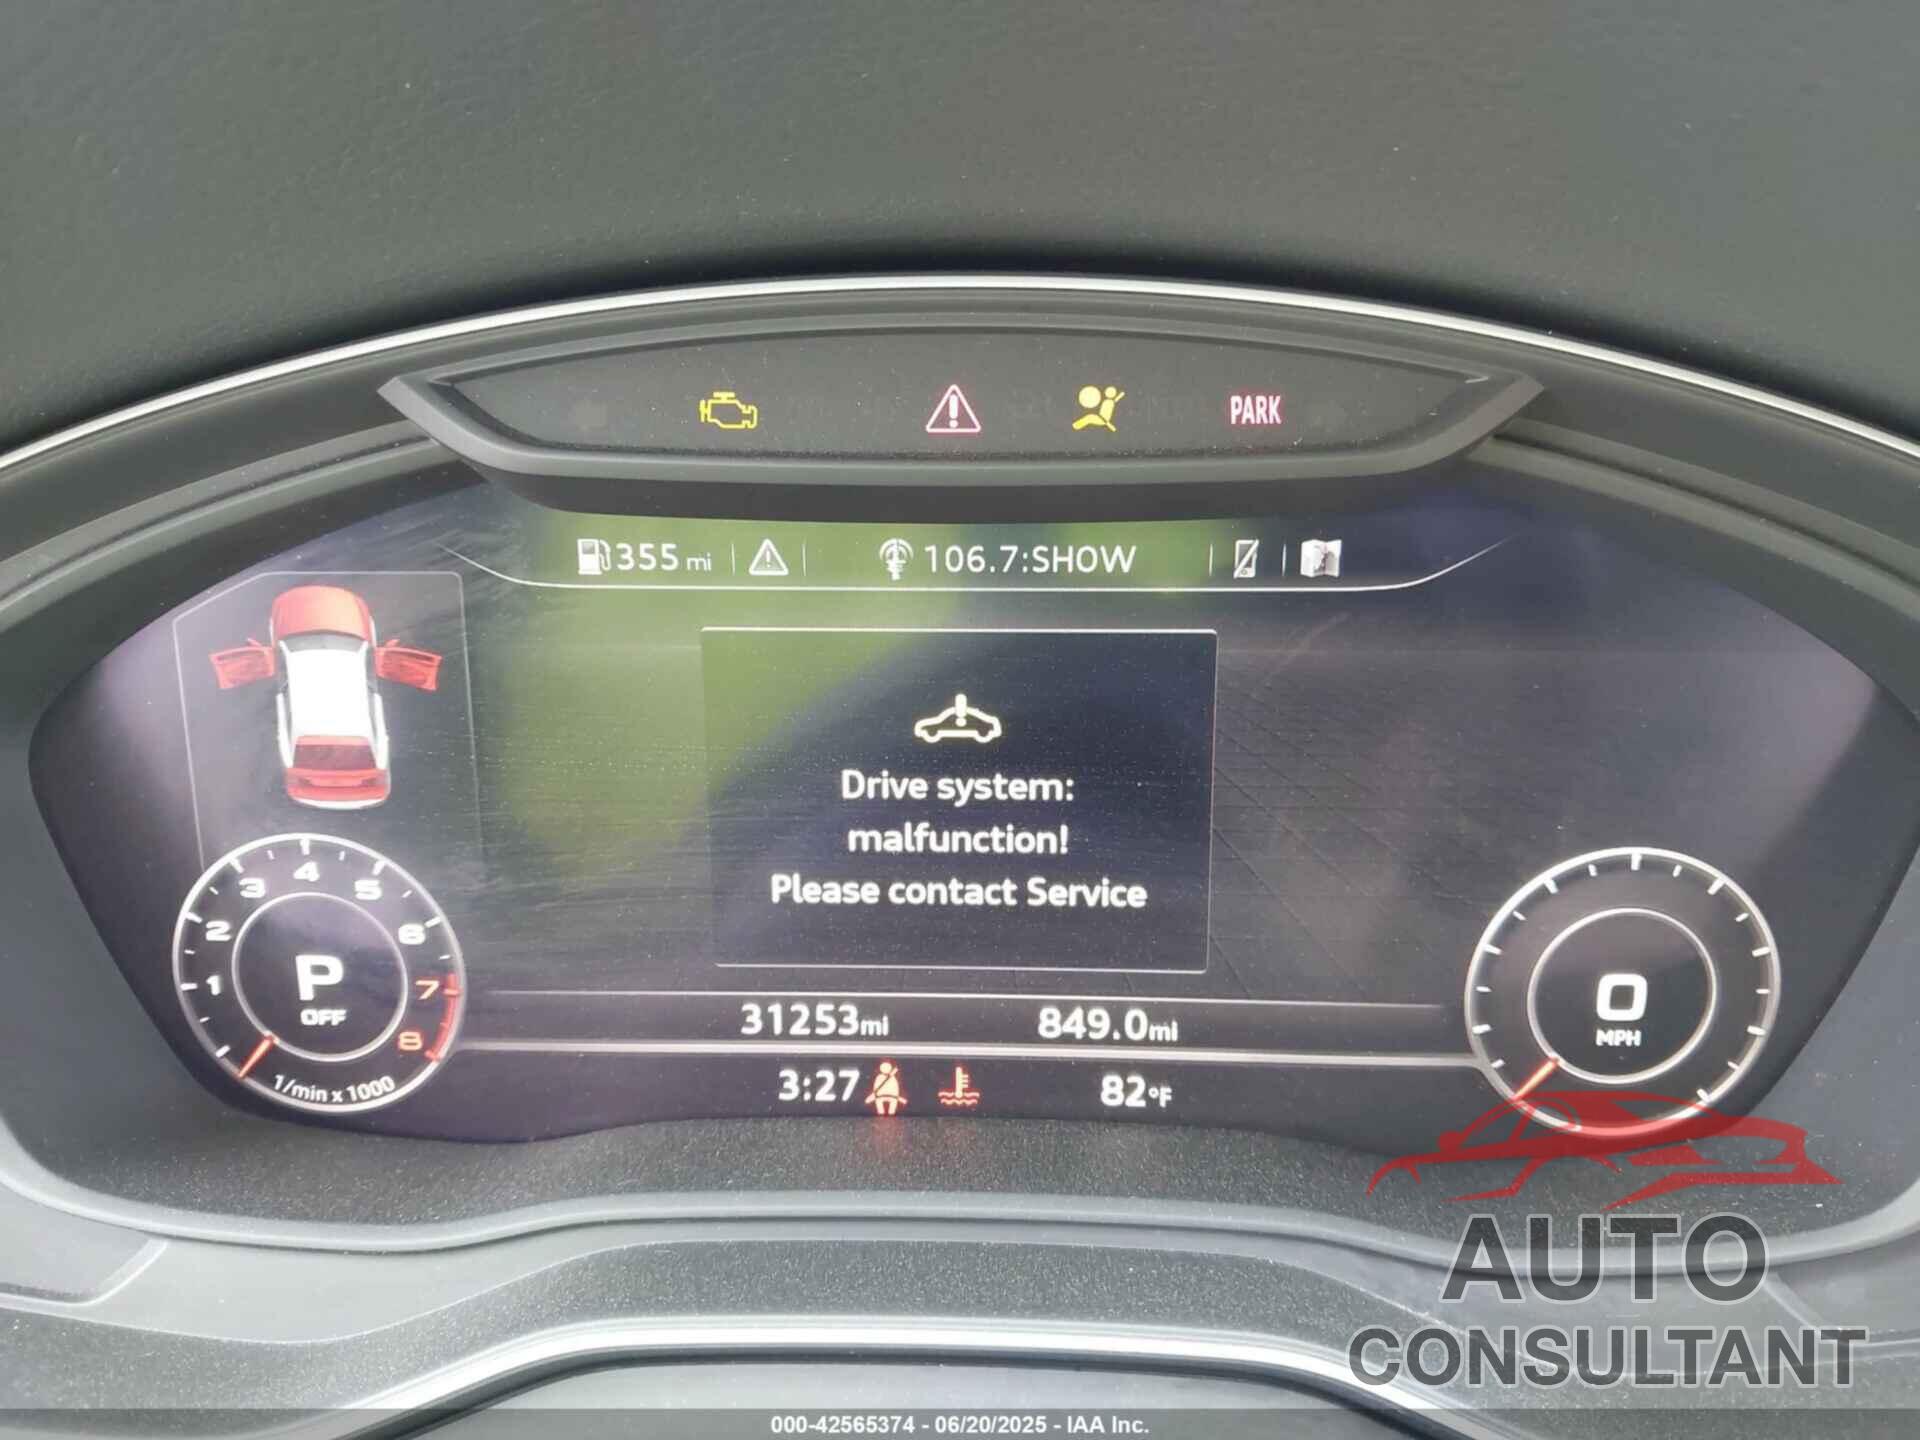 PARK
355 mi
106.7:SHOW
Drive system:
malfunction!
Please contact Service
1 2 3 4 5 6 7 8
P
OFF
1/min x 1000
0
MPH
31253mi 849.0mi
3:27 82°F
AUTO
CONSULTANT
000-42565374 - 06/20/2025 - IAA Inc.